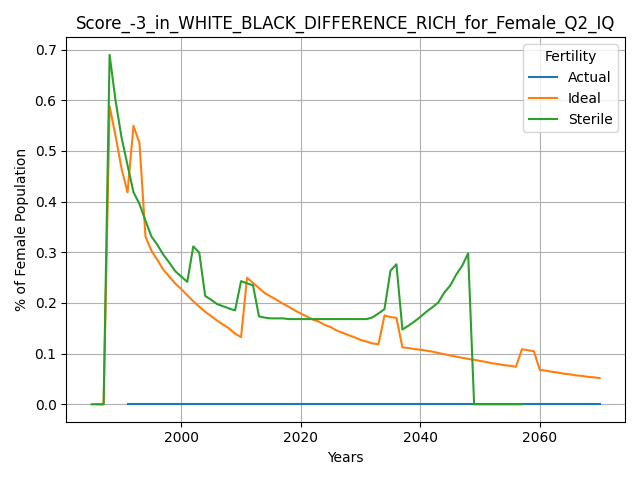 Score_-3_in_WHITE_BLACK_DIFFERENCE_RICH_for_Female_Q2_IQ
Fertility
Actual
Ideal
Sterile
% of Female Population
0.7
0.6
0.5
0.4
0.3
0.2
0.1
0.0
2000
2020
2040
2060
Years